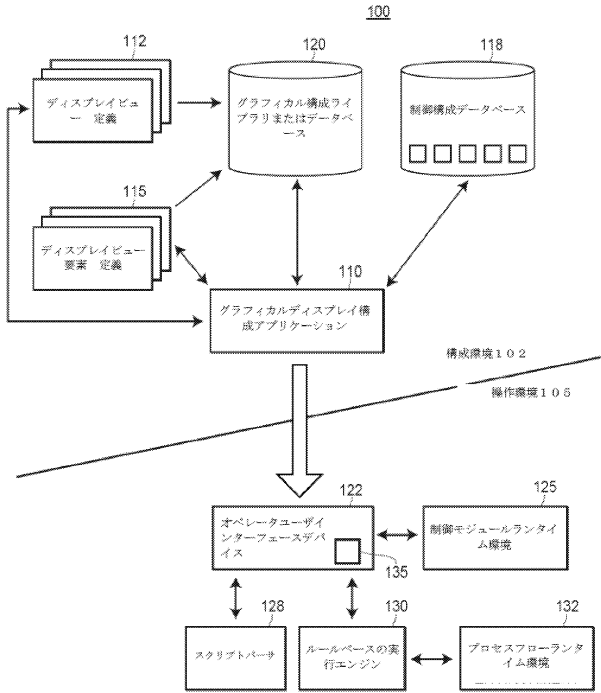 100
112
ディスプレイビュ
ー 定義
120
グラフィカル構成ライ
ブラリまたはデータベ
ース
118
制御構成データベース
115
ディスプレイビュー
要素 定義
110
グラフィカルディスプレイ構
成アプリケーション
構成環境102
操作環境105
122
オペレータユーザイ
ンターフェースデバ
イス
135
125
制御モジュールランタイ
ム環境
128
スクリプトパーサ
130
ルールベースの実
行エンジン
132
プロセスフローランタ
イム環境